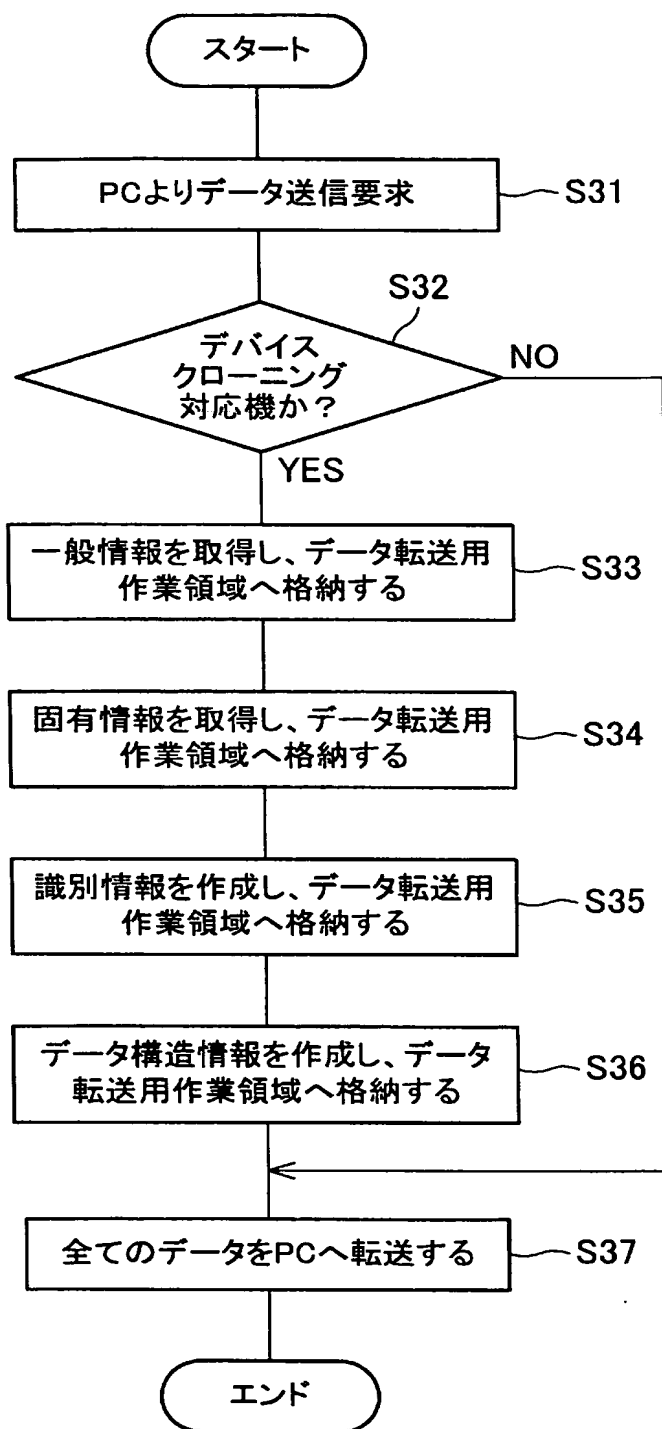 スタート
PCよりデータ送信要求
S31
S32
デバイス
クローニング
対応機か？
NO
YES
一般情報を取得し、データ転送用
作業領域へ格納する
S33
固有情報を取得し、データ転送用
作業領域へ格納する
S34
識別情報を作成し、データ転送用
作業領域へ格納する
S35
データ構造情報を作成し、データ
転送用作業領域へ格納する
S36
全てのデータをPCへ転送する
S37
エンド